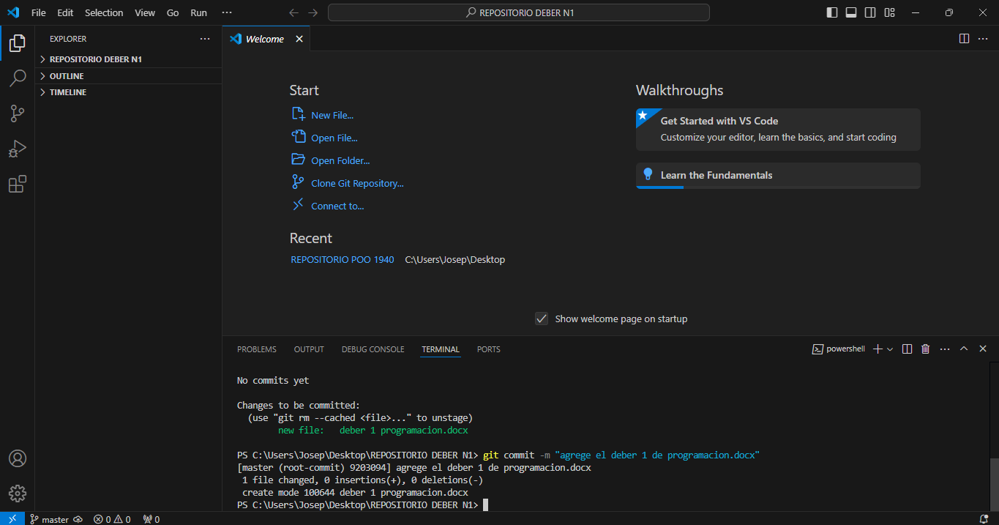 File Edit Selection View Go Run ···
REPOSITORIO DEBER N1
EXPLORER
REPOSITORIO DEBER N1
OUTLINE
TIMELINE
Welcome
Start
New File...
Open File...
Open Folder...
Clone Git Repository...
Connect to...
Recent
REPOSITORIO POO 1940 C:\Users\Josep\Desktop
Walkthroughs
Get Started with VS Code
Customize your editor, learn the basics, and start coding
Learn the Fundamentals
Show welcome page on startup
PROBLEMS OUTPUT DEBUG CONSOLE TERMINAL PORTS
powershell
No commits yet
Changes to be committed:
(use "git rm --cached <file>..." to unstage)
new file: deber 1 programacion.docx
PS C:\Users\Josep\Desktop\REPOSITORIO DEBER N1> git commit -m "agrege el deber 1 de programacion.docx"
[master (root-commit) 9203094] agrege el deber 1 de programacion.docx
1 file changed, 0 insertions(+), 0 deletions(-)
create mode 100644 deber 1 programacion.docx
PS C:\Users\Josep\Desktop\REPOSITORIO DEBER N1>
master 0 0 0